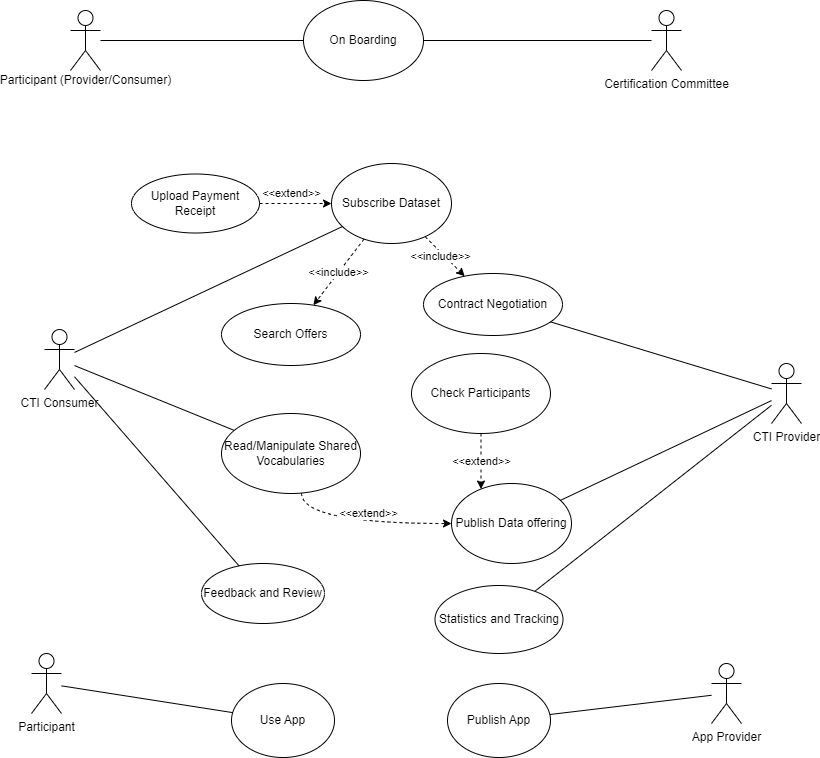 On Boarding
Participant (Provider/Consumer)
Certification Committee
Upload Payment
Receipt
<<extend>>
Subscribe Dataset
<<include>>
<<include>>
Contract Negotiation
Search Offers
Check Participants
CTI Consumer
CTI Provider
Read/Manipulate Shared
Vocabularies
<<extend>>
<<extend>>
Publish Data offering
Feedback and Review
Statistics and Tracking
Participant
Use App
Publish App
App Provider